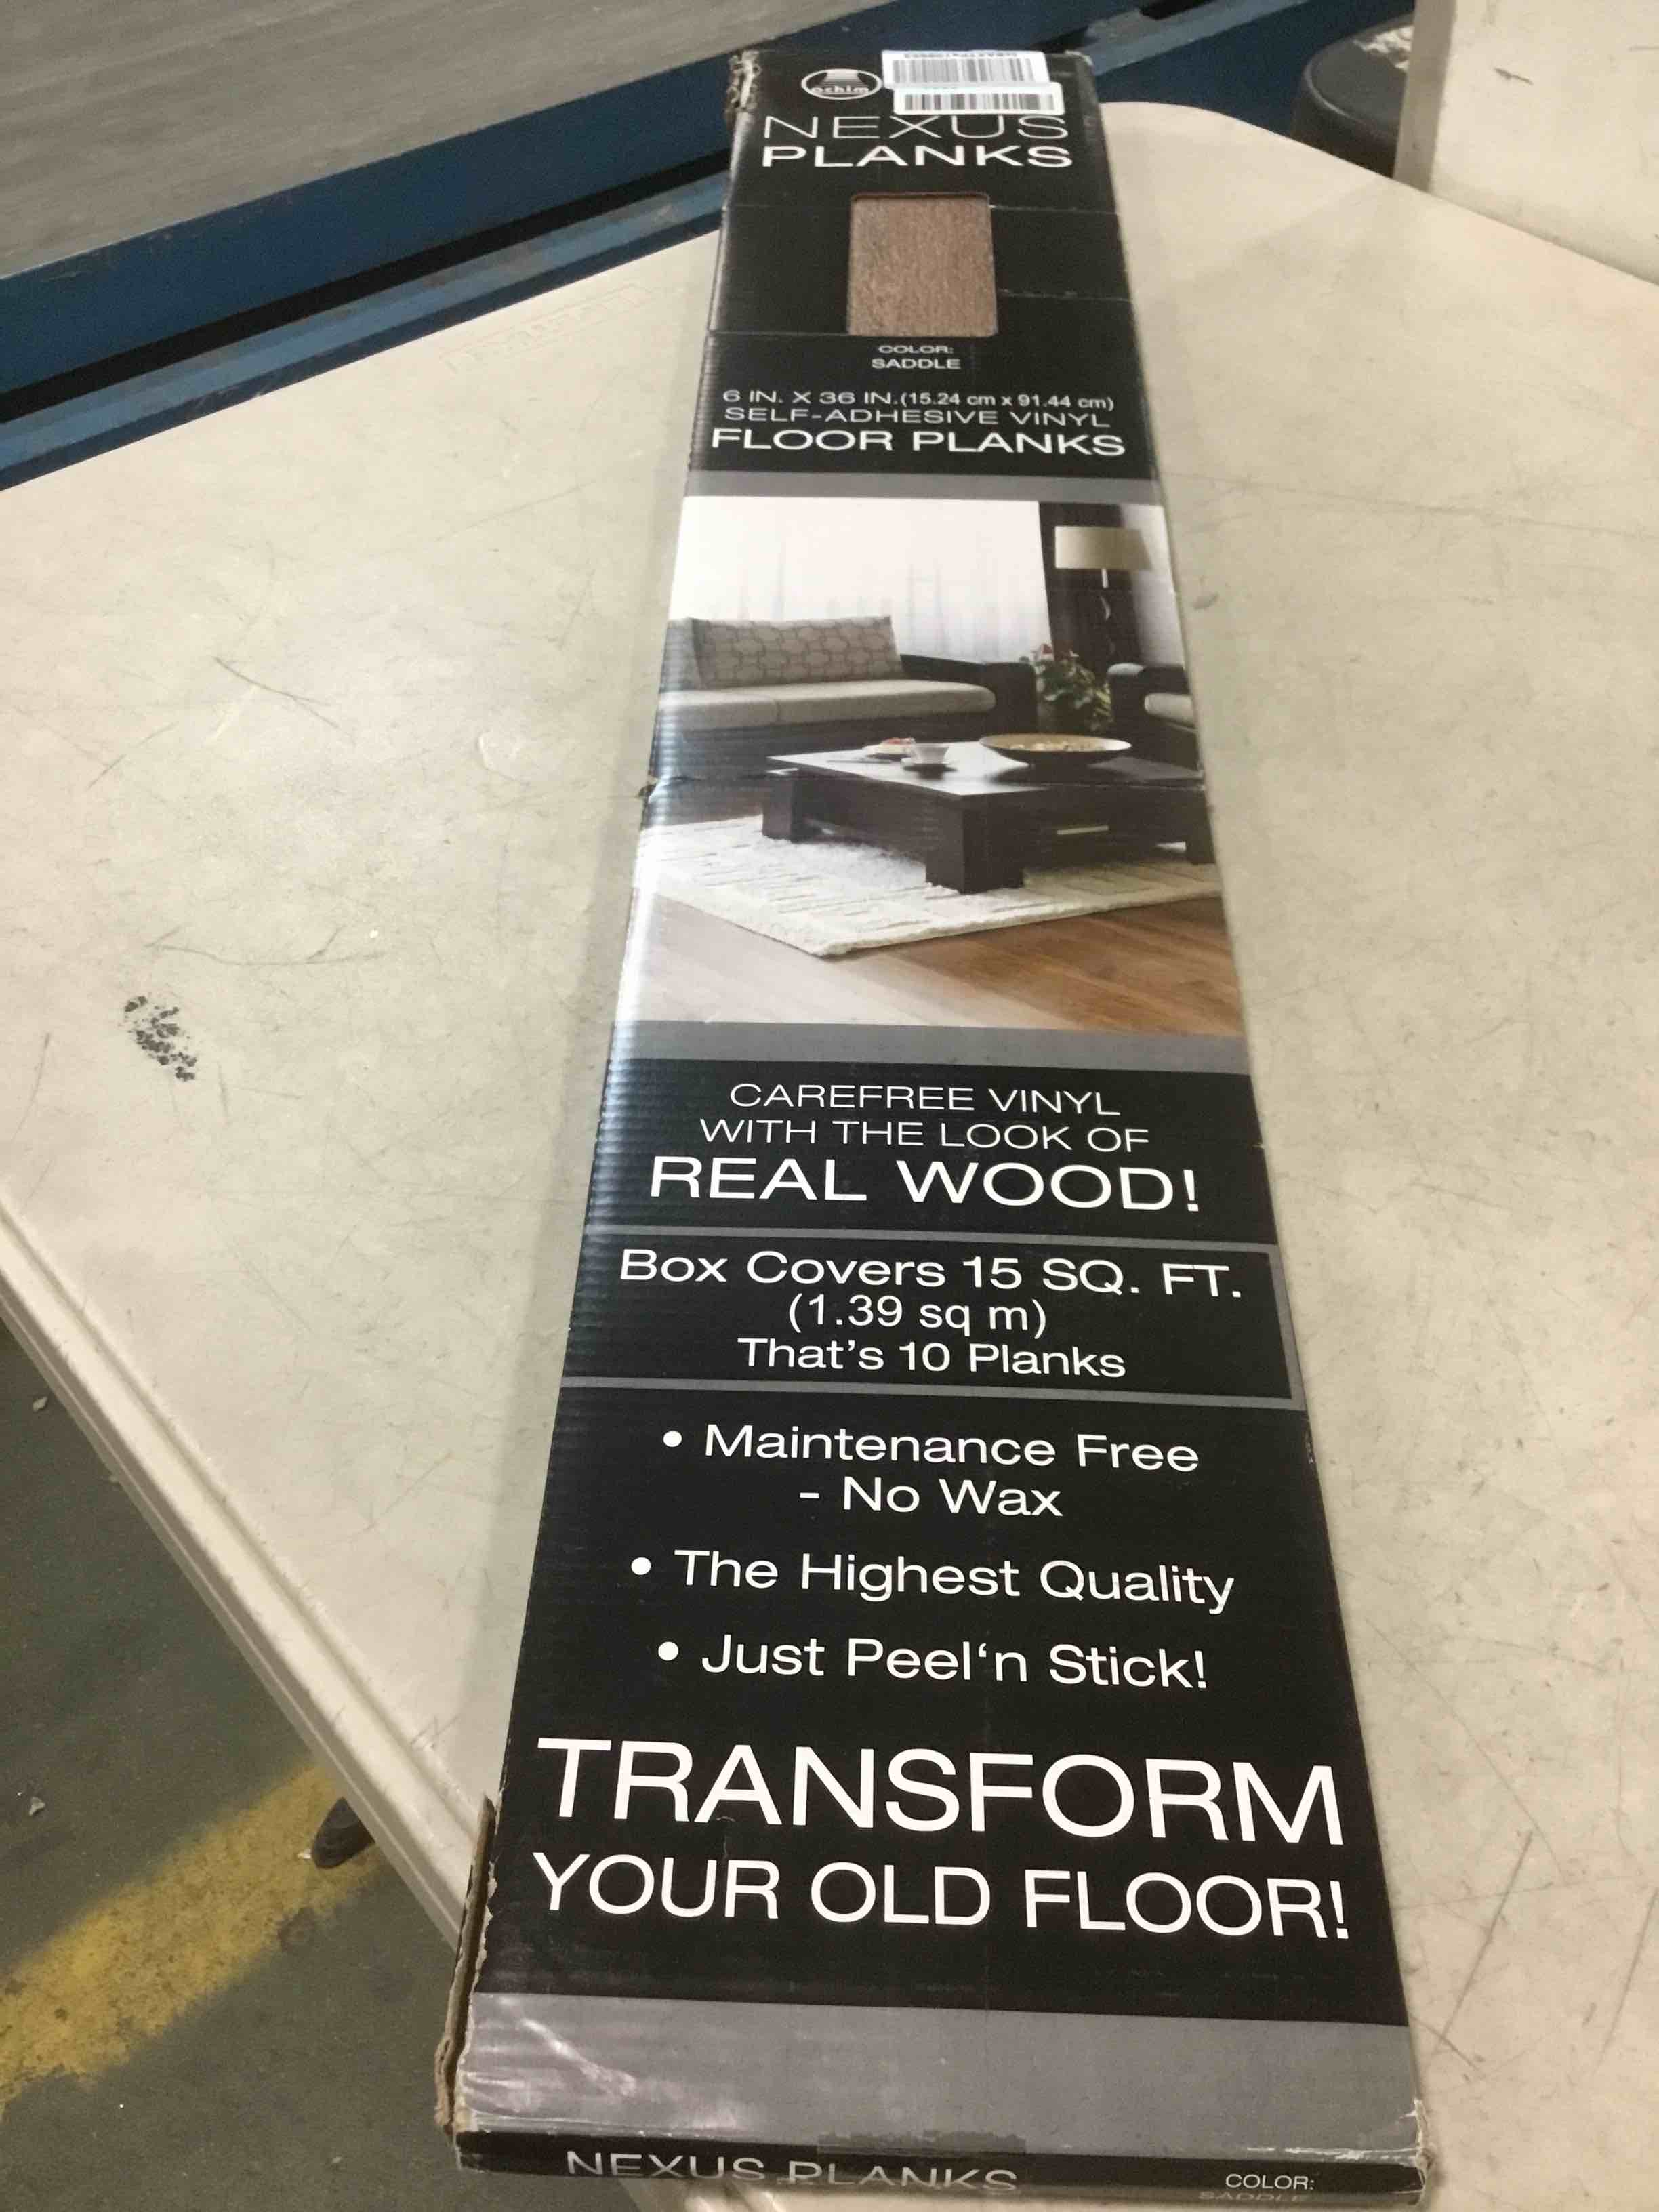 achim
NEXUS
PLANKS
COLOR:
SADDLE
6 IN. X 36 IN.(15.24 cm x 91.44 cm)
SELF-ADHESIVE VINYL
FLOOR PLANKS
CAREFREE VINYL
WITH THE LOOK OF
REAL WOOD!
Box Covers 15 SQ. FT.
(1.39 sq m)
That's 10 Planks
• Maintenance Free
- No Wax
• The Highest Quality
• Just Peel‘n Stick!
TRANSFORM
YOUR OLD FLOOR!
NEXUS PLANKS
COLOR:
SADDLE